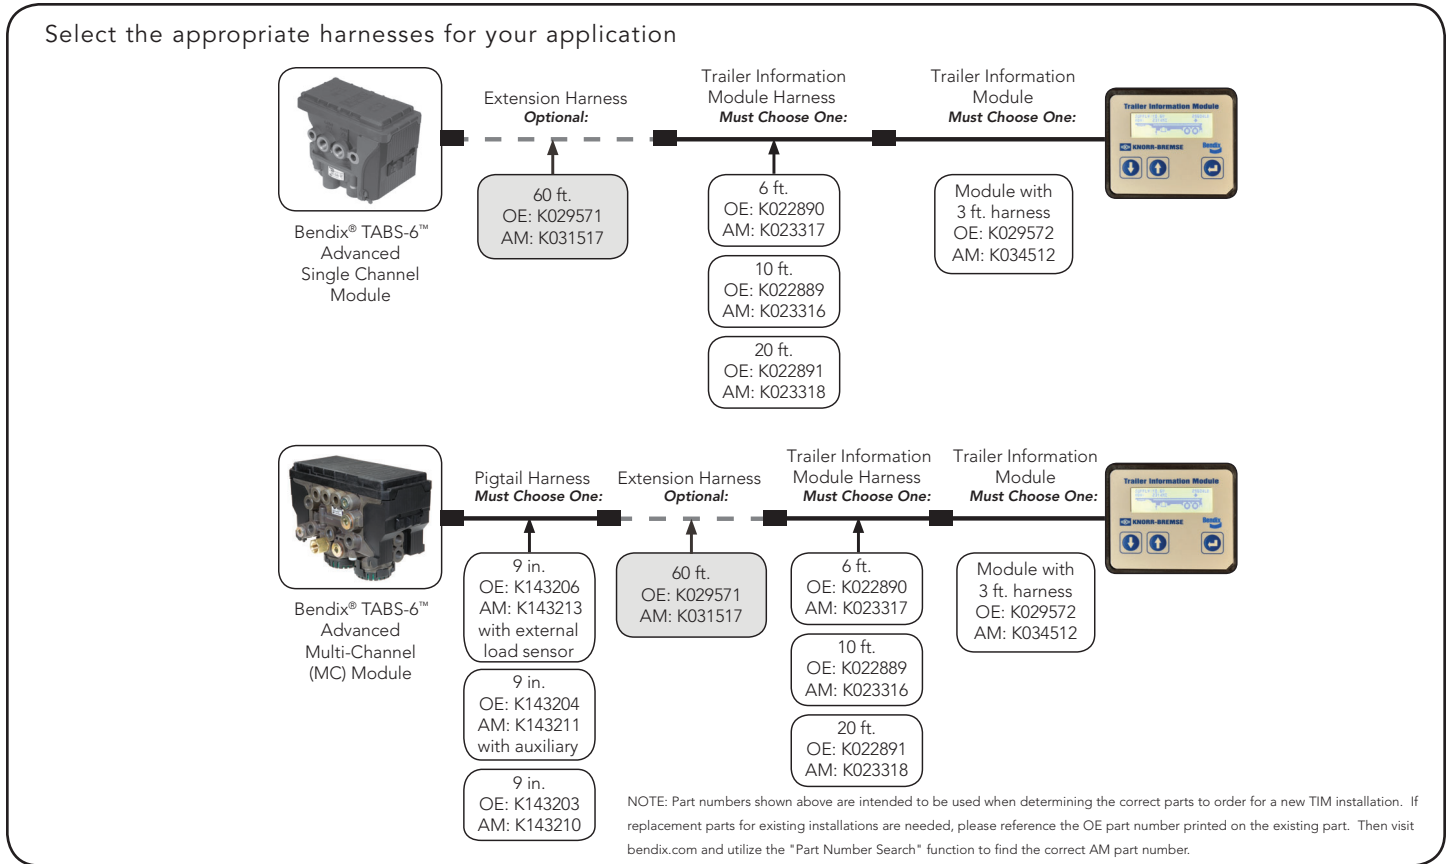 Select the appropriate harnesses for your application
Bendix® TABS-6™
Advanced
Single Channel
Module
Extension Harness
Optional:
60 ft.
OE: K029571
AM: K031517
Trailer Information
Module Harness
Must Choose One:
6 ft.
OE: K022890
AM: K023317
10 ft.
OE: K022889
AM: K023316
20 ft.
OE: K022891
AM: K023318
Trailer Information
Module
Must Choose One:
Module with
3 ft. harness
OE: K029572
AM: K034512
Trailer Information Module
KNORR-BREMSE
Bendix
Bendix® TABS-6™
Advanced
Multi-Channel
(MC) Module
Pigtail Harness
Must Choose One:
9 in.
OE: K143206
AM: K143213
with external
load sensor
9 in.
OE: K143204
AM: K143211
with auxiliary
9 in.
OE: K143203
AM: K143210
Extension Harness
Optional:
60 ft.
OE: K029571
AM: K031517
Trailer Information
Module Harness
Must Choose One:
6 ft.
OE: K022890
AM: K023317
10 ft.
OE: K022889
AM: K023316
20 ft.
OE: K022891
AM: K023318
Trailer Information
Module
Must Choose One:
Module with
3 ft. harness
OE: K029572
AM: K034512
Trailer Information Module
KNORR-BREMSE
Bendix
NOTE: Part numbers shown above are intended to be used when determining the correct parts to order for a new TIM installation. If
replacement parts for existing installations are needed, please reference the OE part number printed on the existing part. Then visit
bendix.com and utilize the "Part Number Search" function to find the correct AM part number.